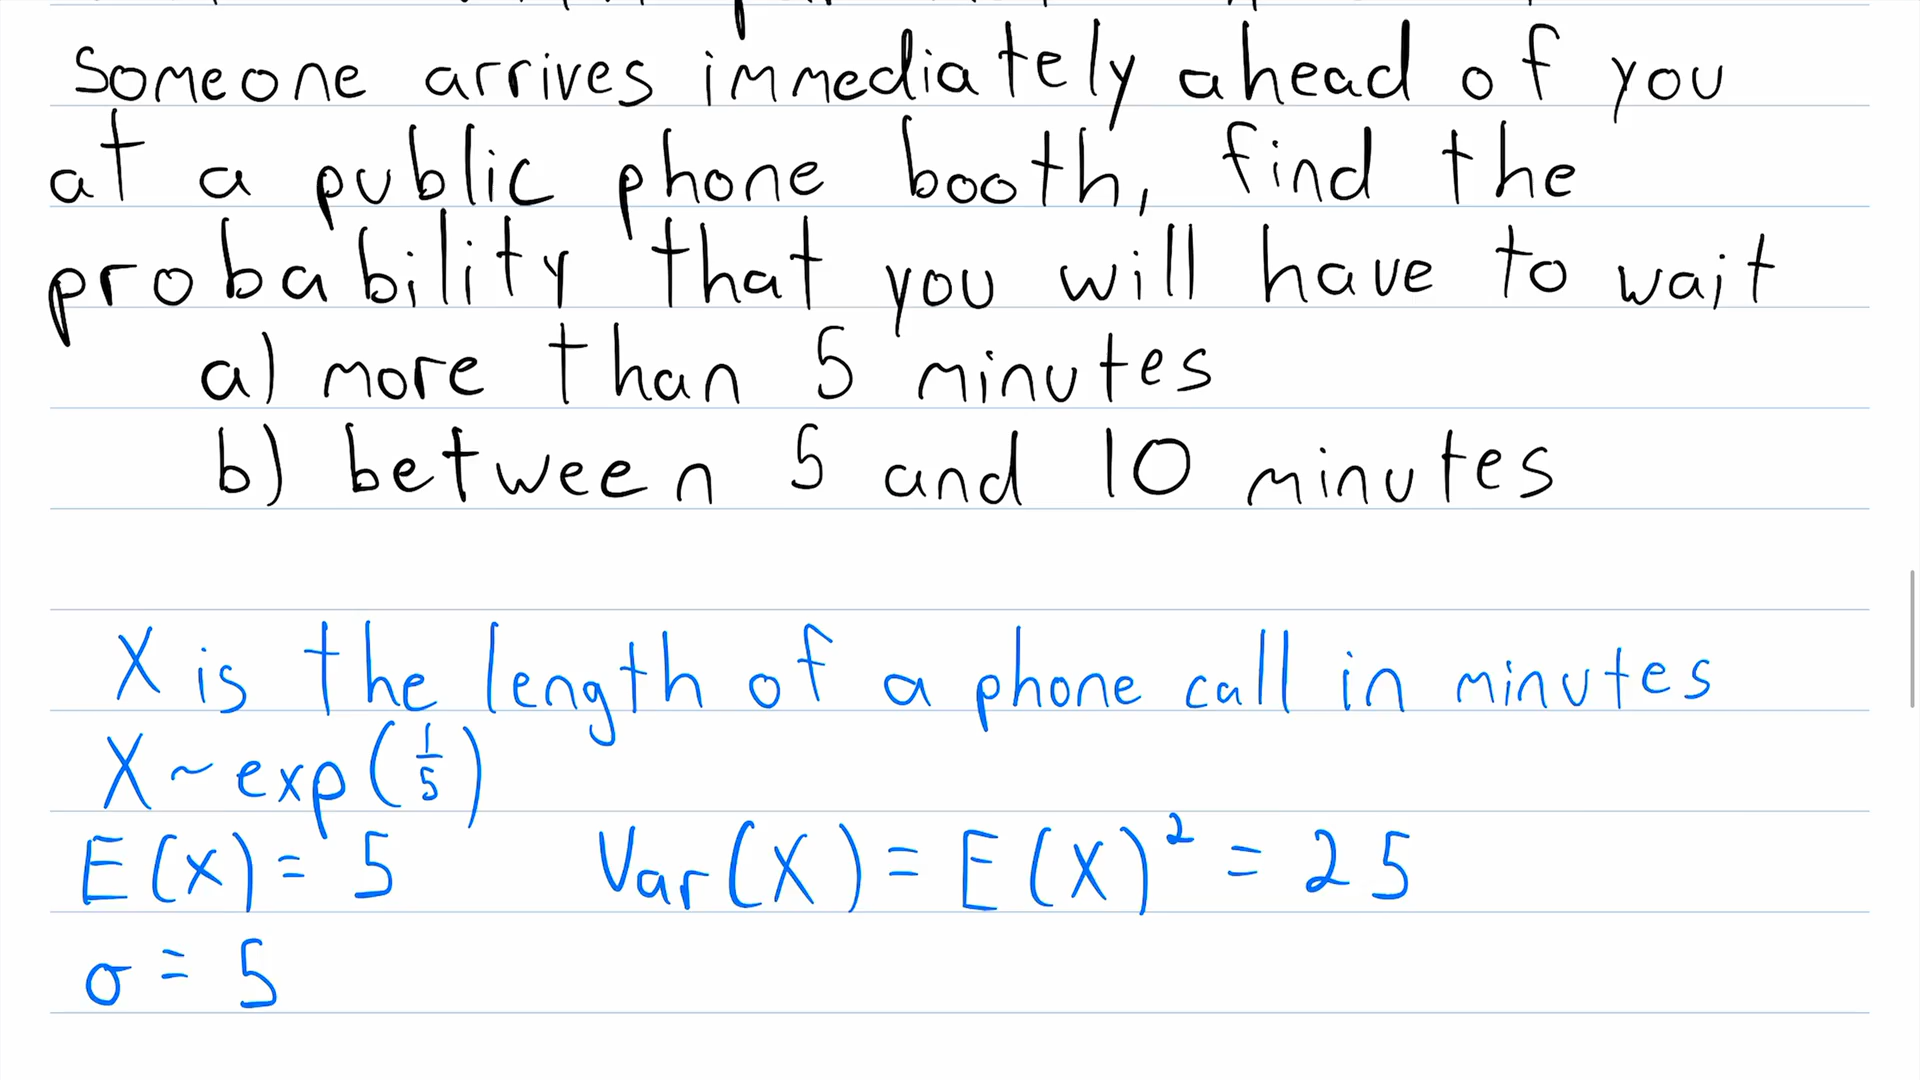 Someone arrives immediately ahead of you
at a public phone booth, find the
probability that you will have to wait
a) more than 5 minutes
b) between 5 and 10 minutes
X is the length of a phone call in minutes
X ~ exp(1/5)
E(X) = 5 Var(X) = E(X)² = 25
σ = 5